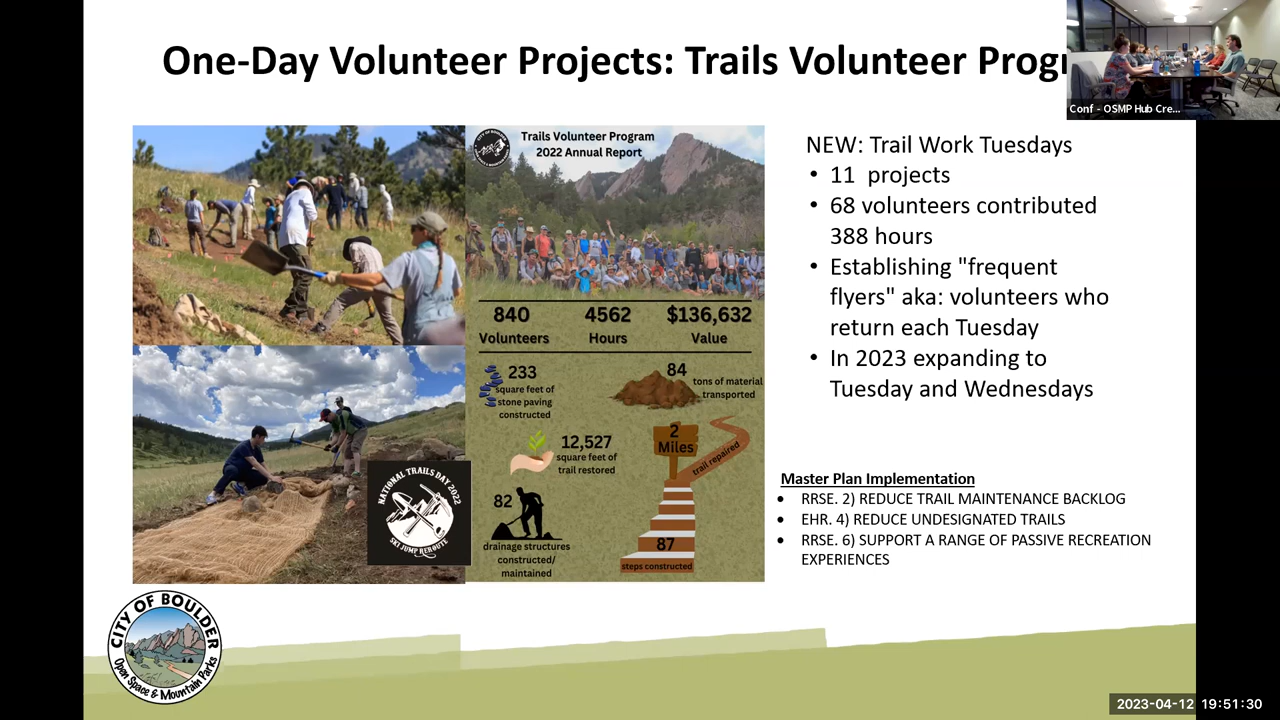 One-Day Volunteer Projects: Trails Volunteer
Conf - OSMP Hub Cre...
Trails Volunteer Program
2022 Annual Report
840
Volunteers
4562
Hours
$136,632
Value
233
square feet of
stone paving
constructed
84
tons of material
transported
12,527
square feet of
trail restored
2
Miles
trail repaired
82
drainage structures
constructed/
maintained
87
steps constructed
NATIONAL TRAILS DAY 2022
SKI JUMP REROUTE
NEW: Trail Work Tuesdays
• 11 projects
• 68 volunteers contributed
388 hours
• Establishing "frequent
flyers" aka: volunteers who
return each Tuesday
• In 2023 expanding to
Tuesday and Wednesdays
Master Plan Implementation
• RRSE. 2) REDUCE TRAIL MAINTENANCE BACKLOG
• EHR. 4) REDUCE UNDESIGNATED TRAILS
• RRSE. 6) SUPPORT A RANGE OF PASSIVE RECREATION
EXPERIENCES
CITY OF BOULDER
Open Space & Mountain Parks
2023-04-12 19:51:30